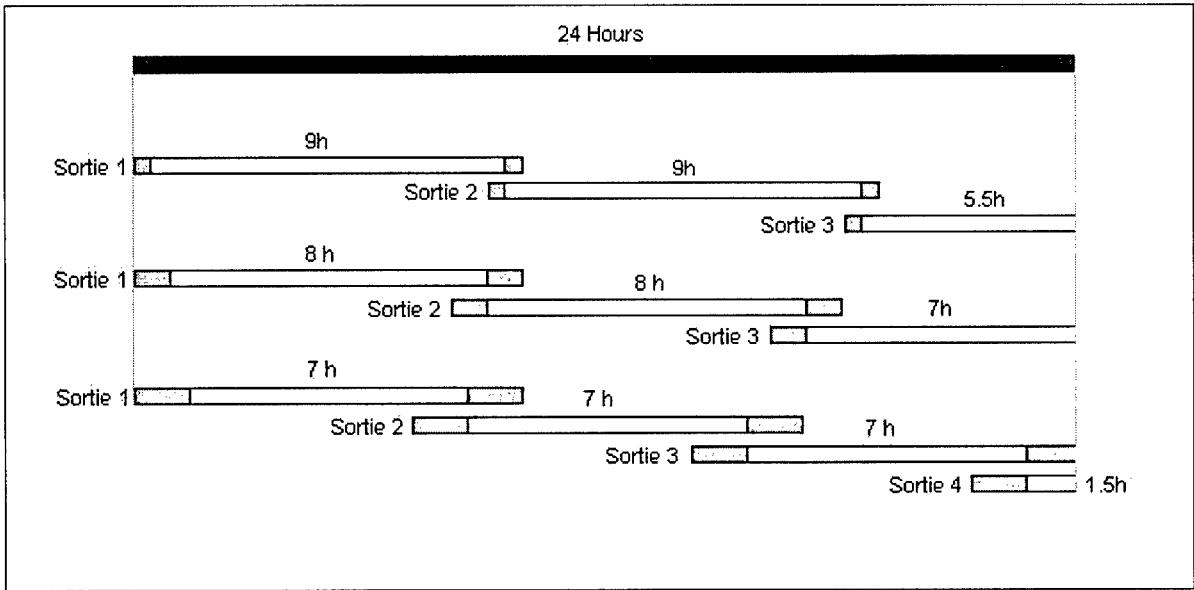 24 Hours
9h
Sortie 1
9h
Sortie 2
5.5h
Sortie 3
8 h
Sortie 1
8 h
Sortie 2
7h
Sortie 3
7 h
Sortie 1
7 h
Sortie 2
7 h
Sortie 3
Sortie 4
1.5h